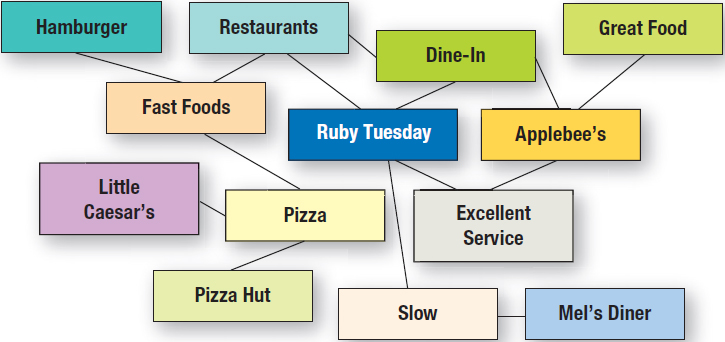 Hamburger
Restaurants
Great Food
Dine-In
Fast Foods
Ruby Tuesday
Applebee's
Little
Caesar's
Pizza
Excellent
Service
Pizza Hut
Slow
Mel's Diner